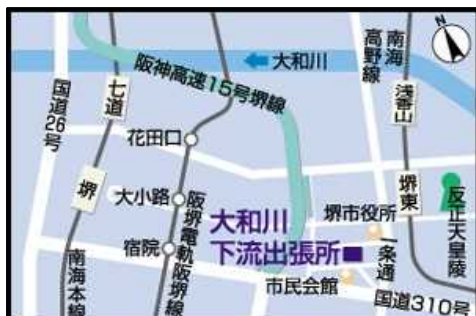 N
大和川
阪神高速15号堺線
南海
高野線
国道26号
七道
浅香山
花田口
堺
大小路
堺東
反正天皇陵
阪堺電軌阪堺線
大和川
下流出張所
堺市役所
宿院
一条通
市民会館
南海本線
国道310号